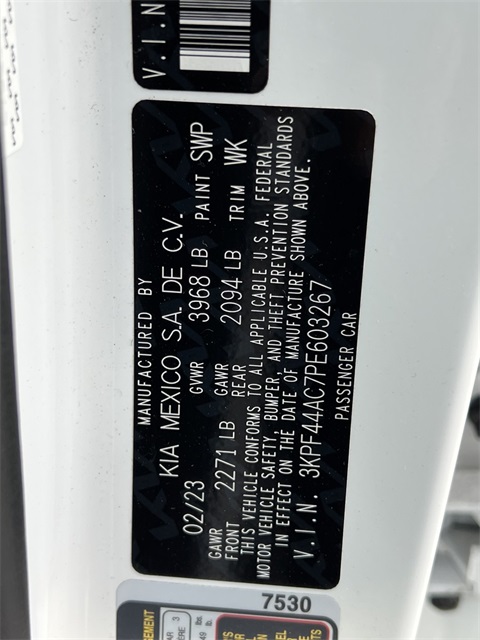 V.I.N
MANUFACTURED BY
KIA MEXICO S.A. DE C.V.
02/23 GVWR 3968 LB PAINT SWP
GAWR FRONT 2271 LB GAWR REAR 2094 LB TRIM WK
THIS VEHICLE CONFORMS TO ALL APPLICABLE U.S.A. FEDERAL
MOTOR VEHICLE SAFETY, BUMPER AND THEFT PREVENTION STANDARDS
IN EFFECT ON THE DATE OF MANUFACTURE SHOWN ABOVE.
V.I.N. 3KPF44AC7PE603267
PASSENGER CAR
7530